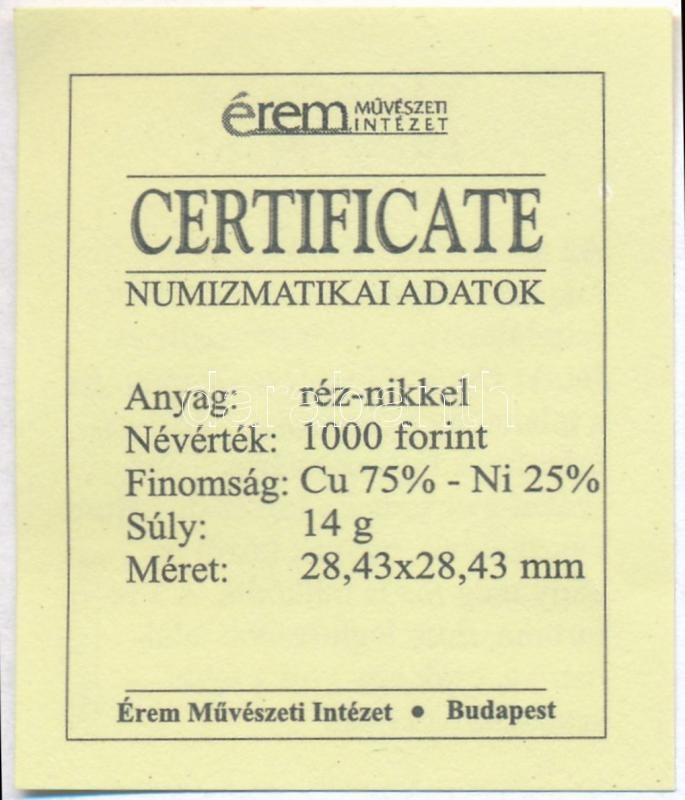 érem MŰVÉSZETI
INTÉZET
CERTIFICATE
NUMIZMATIKAI ADATOK
Anyag: réz-nikkel
Névérték: 1000 forint
Finomság: Cu 75% - Ni 25%
Súly: 14 g
Méret: 28,43x28,43 mm
Érem Művészeti Intézet • Budapest
darabanth